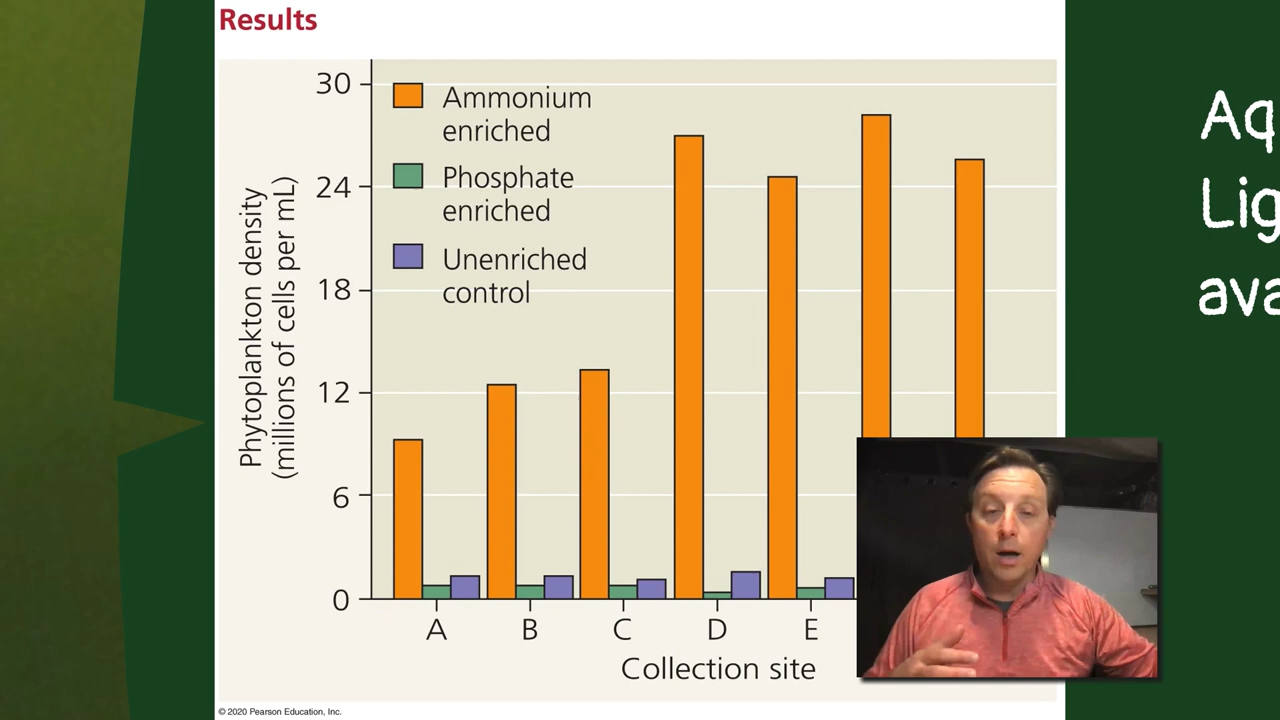 Results
30
24
18
12
6
0
Phytoplankton density
(millions of cells per mL)
Ammonium
enriched
Phosphate
enriched
Unenriched
control
A B C D E
Collection site
© 2020 Pearson Education, Inc.
Aq
Lig
ava